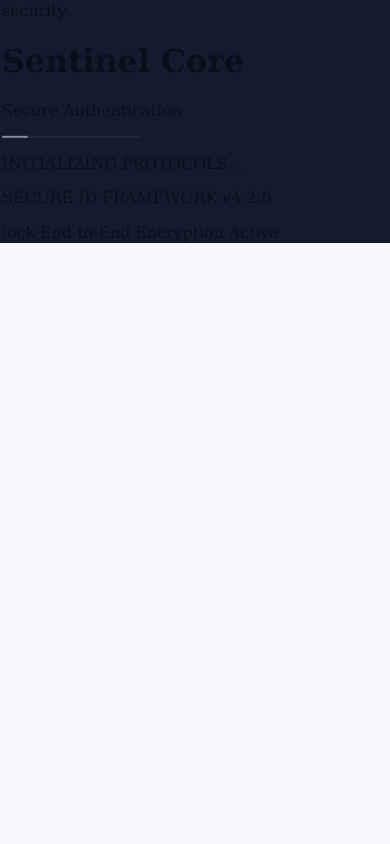 security
Sentinel Core
Secure Authentication
INITIALIZING PROTOCOLS...
SECURE ID FRAMEWORK v4.2.0
lock End-to-End Encryption Active